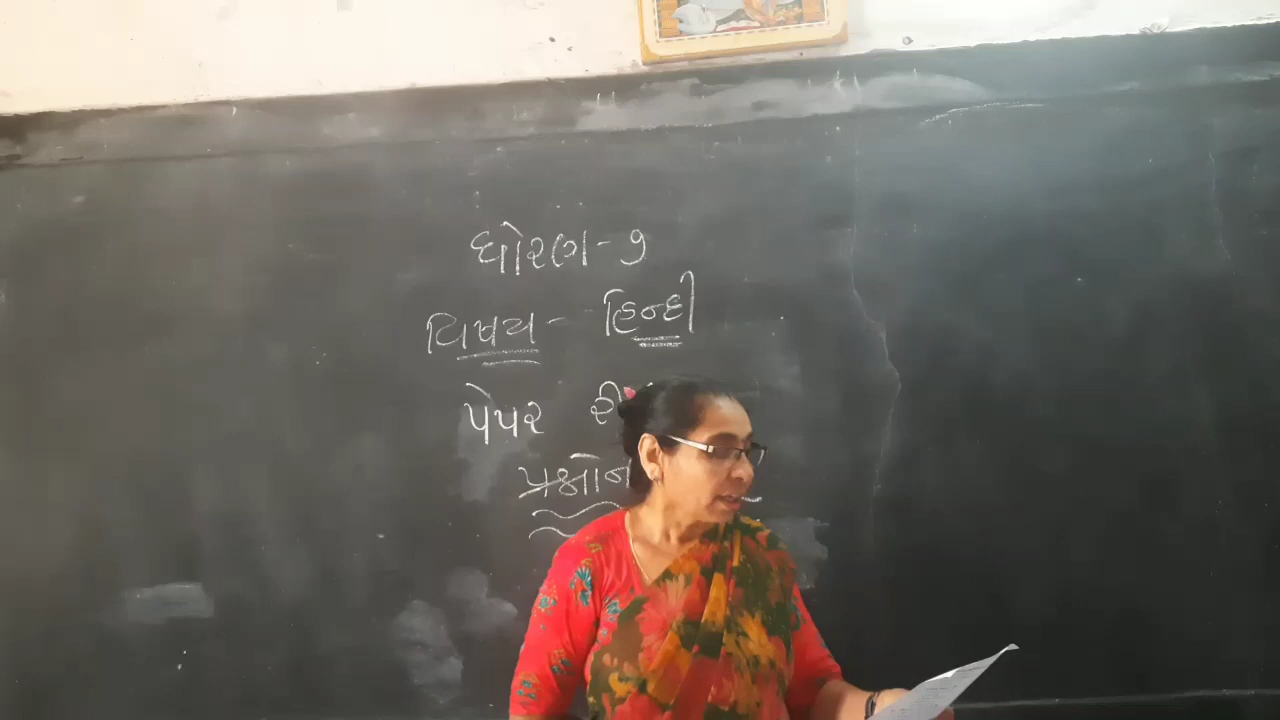 ધોરણ - ૭
વિષય - હિન્દી
પેપર